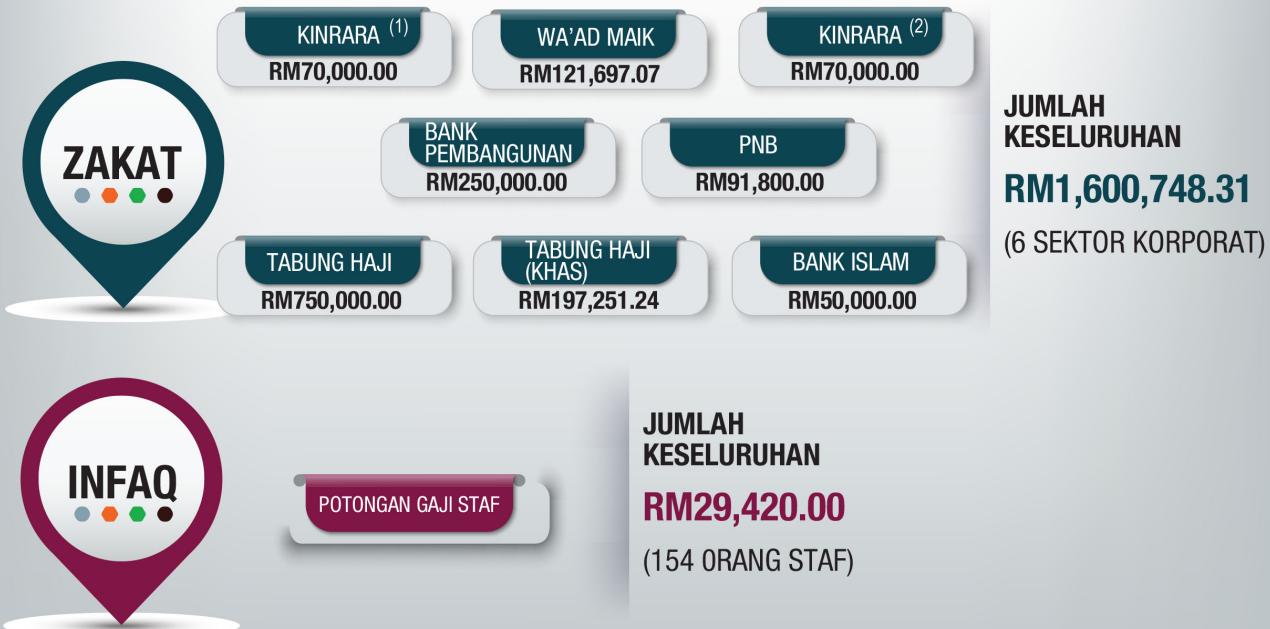 ZAKAT
KINRARA (1)
RM70,000.00
WA'AD MAIK
RM121,697.07
KINRARA (2)
RM70,000.00
BANK
PEMBANGUNAN
RM250,000.00
PNB
RM91,800.00
TABUNG HAJI
RM750,000.00
TABUNG HAJI
(KHAS)
RM197,251.24
BANK ISLAM
RM50,000.00
JUMLAH
KESELURUHAN
RM1,600,748.31
(6 SEKTOR KORPORAT)
INFAQ
POTONGAN GAJI STAF
JUMLAH
KESELURUHAN
RM29,420.00
(154 ORANG STAF)